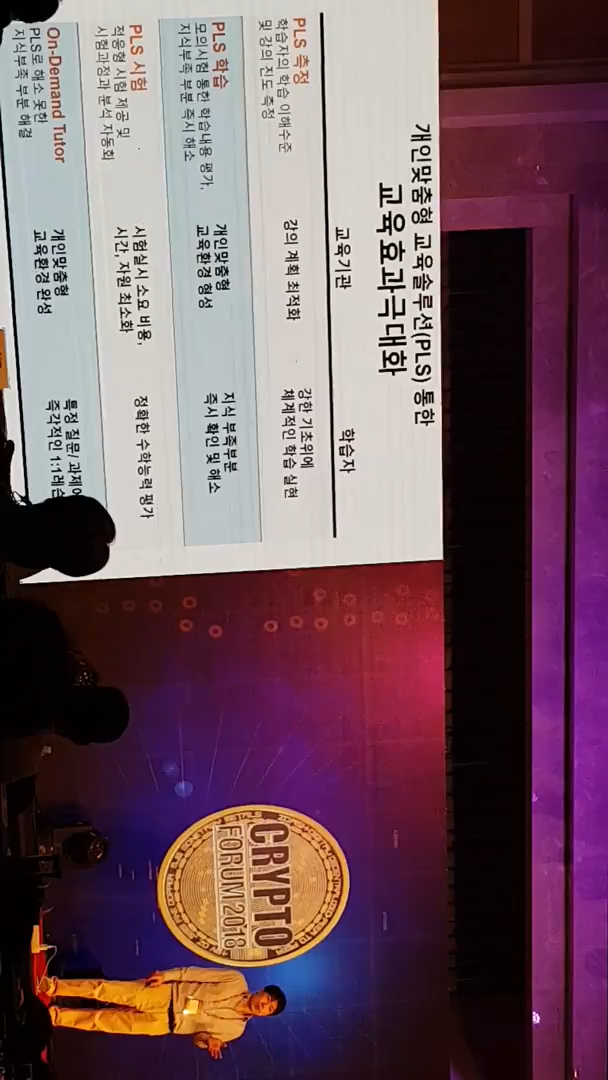 개인맞춤형 교육솔루션(PLS) 통한
교육효과극대화
교육기관
학습자
PLS 측정
학습자의 학습 이해수준
및 강의 진도 측정
강의 계획 최적화
강한 기초위에
체계적인 학습 실현
PLS 학습
모의시험 통한 학습내용 평가,
지식부족 부분 즉시 해소
개인맞춤형
교육환경 형성
지식 부족부분
즉시 확인 및 해소
PLS 시험
적응형 시험 제공 및
시험과정과 분석 자동화
시험실시 소요 비용,
시간, 자원 최소화
정확한 수학능력 평가
On-Demand Tutor
PLS로 해소 못한
지식부족 부분 해결
개인맞춤형
교육환경 완성
특정 질문/과제에
즉각적인 1:1
CRYPTO
FORUM 2018